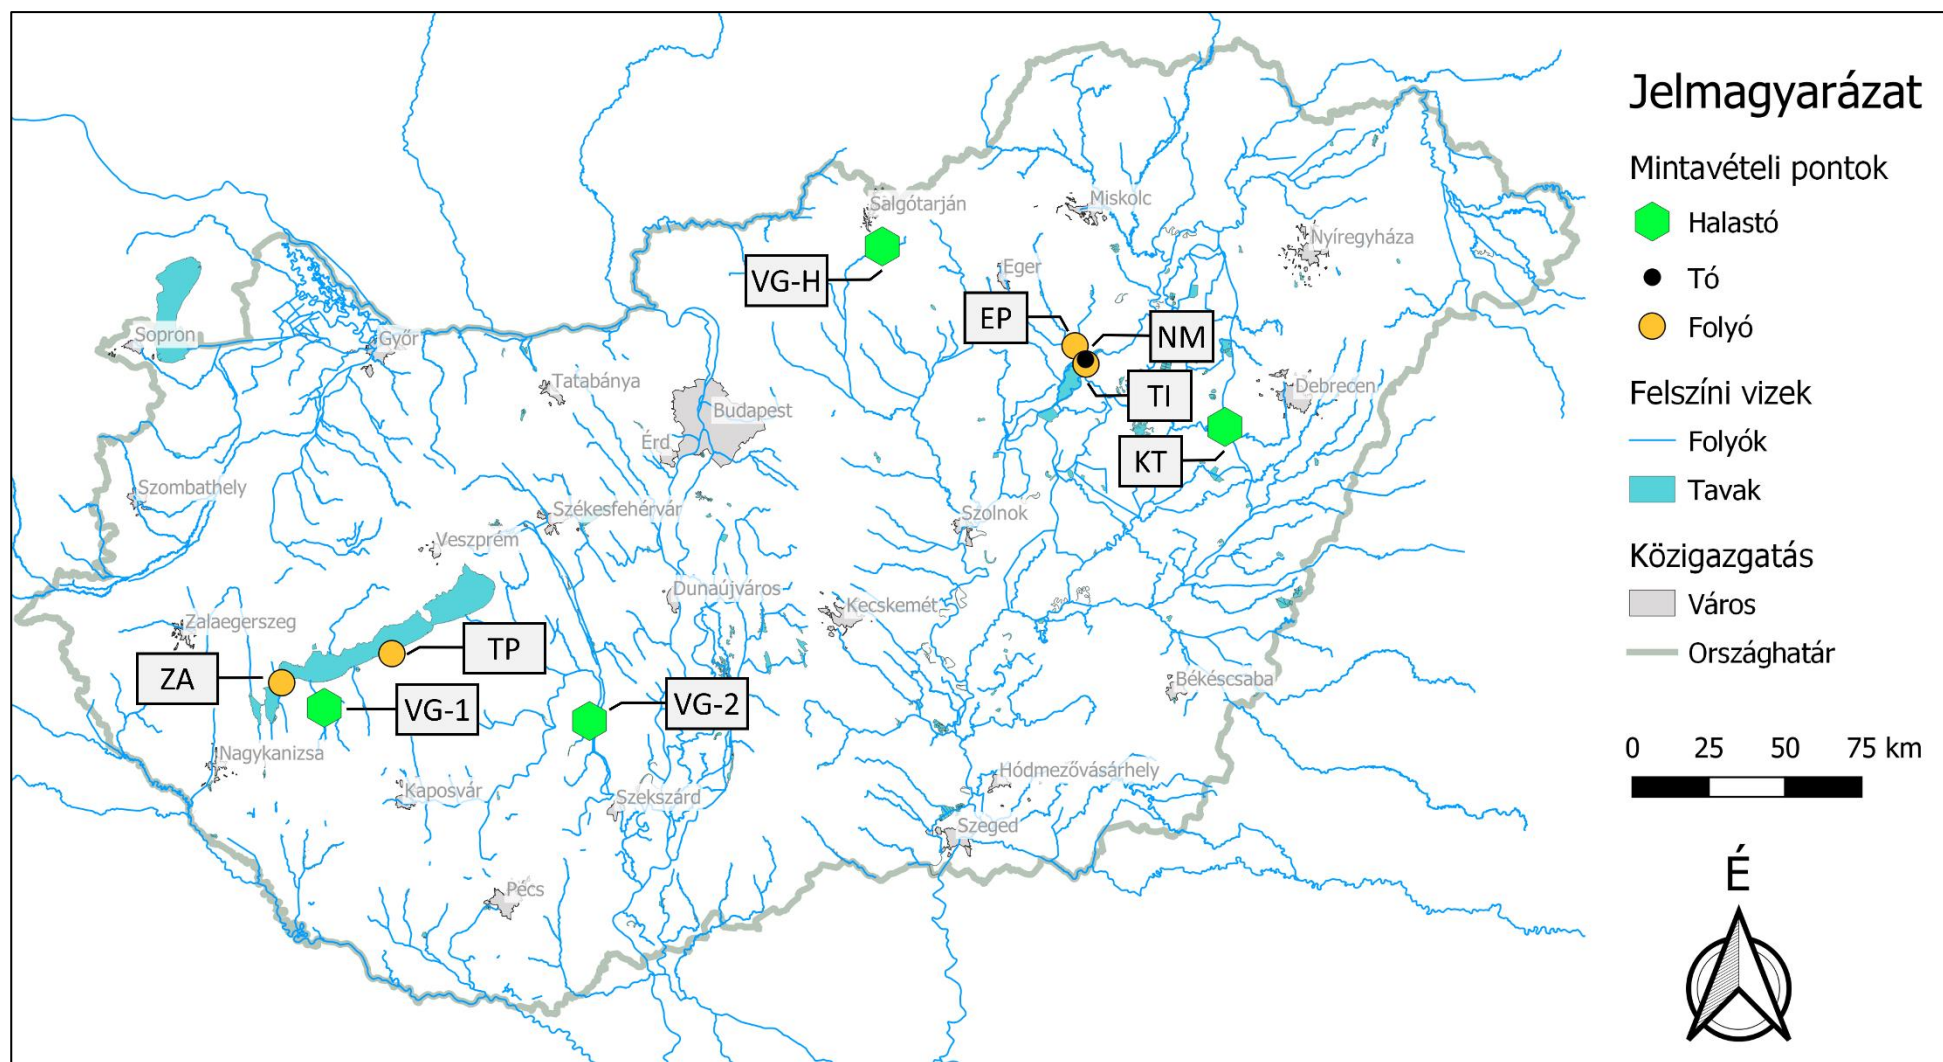 Jelmagyarázat
Mintavételi pontok
Halastó
Tó
Folyó
Felszíni vizek
Folyók
Tavak
Közigazgatás
Város
Országhatár
0 25 50 75 km
É
Salgótarján
Miskolc
Nyíregyháza
VG-H
Eger
EP
NM
Sopron
Győr
Tatabánya
Budapest
TI
Debrecen
Érd
KT
Szombathely
Székesfehérvár
Szolnok
Veszprém
Dunaújváros
Kecskemét
Zalaegerszeg
TP
ZA
VG-1
VG-2
Békéscsaba
Nagykanizsa
Kaposvár
Szekszárd
Hódmezővásárhely
Szeged
Pécs